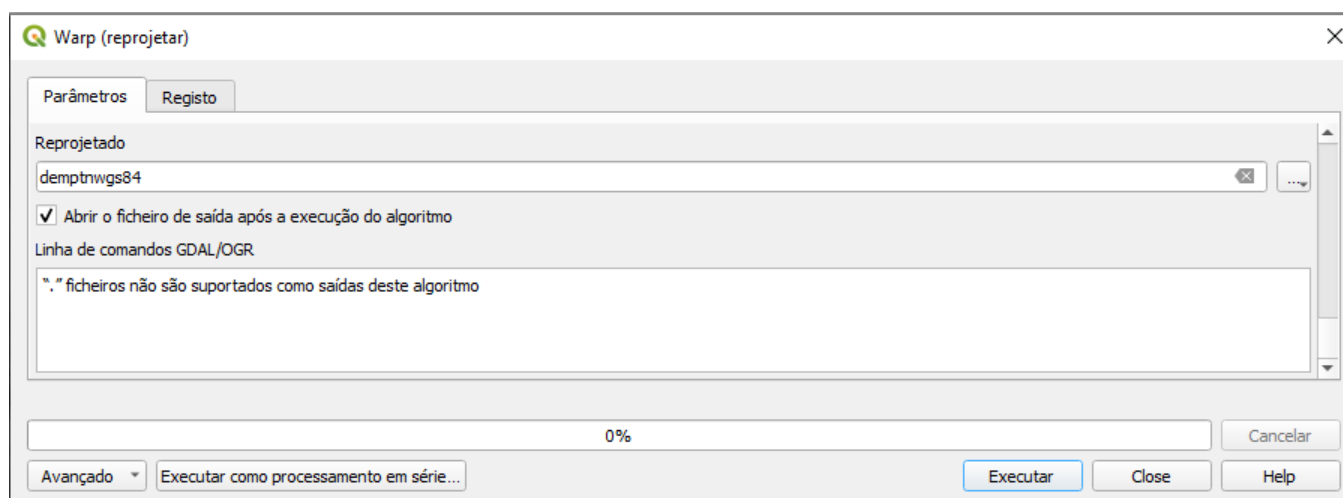 Warp (reprojetar)
Parâmetros Registo
Reprojetado
demptnwgs84
...
Abrir o ficheiro de saída após a execução do algoritmo
Linha de comandos GDAL/OGR
“.” ficheiros não são suportados como saídas deste algoritmo
0% Cancelar
Avançado Executar como processamento em série... Executar Close Help